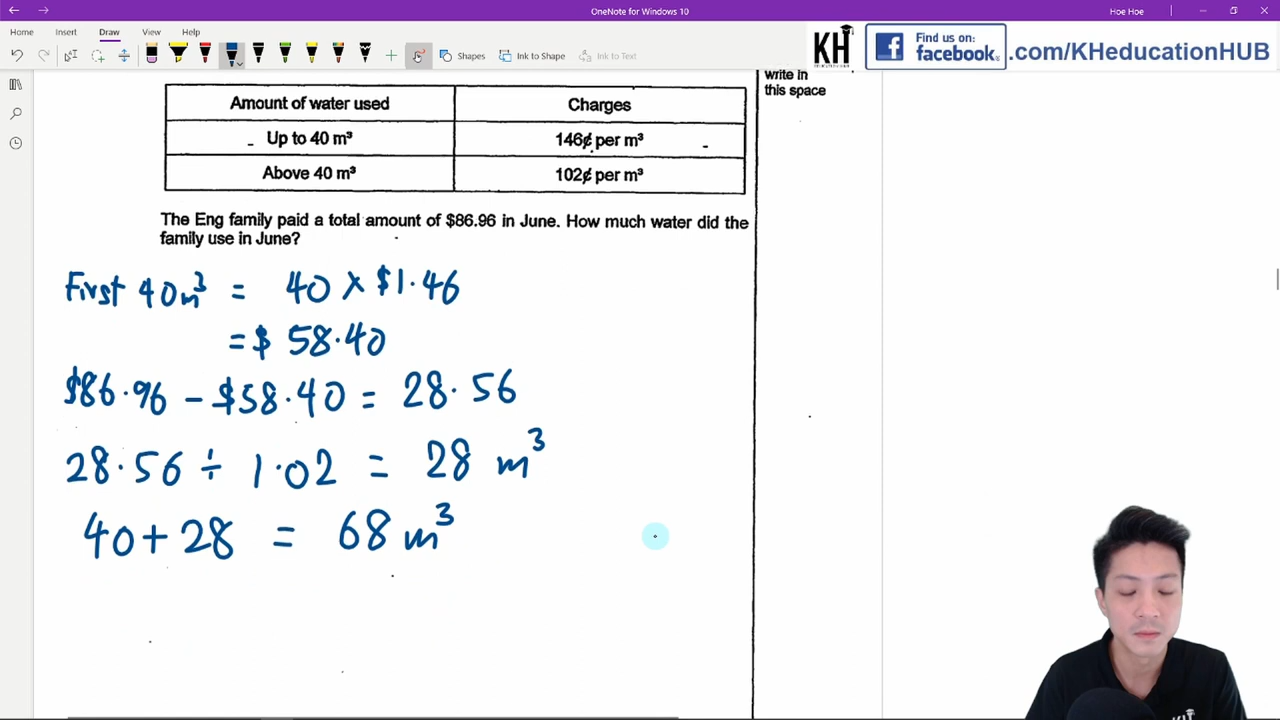 OneNote for Windows 10
Hoe Hoe
Home Insert Draw View Help
Shapes Ink to Shape Ink to Text
KH Find us on: facebook. .com/KHeducationHUB
write in
this space
Amount of water used Charges
Up to 40 m³ 146¢ per m³
Above 40 m³ 102¢ per m³
The Eng family paid a total amount of $86.96 in June. How much water did the
family use in June?
First 40m³ = 40 × $1.46
= $ 58.40
$86.96 - $58.40 = 28.56
28.56 ÷ 1.02 = 28 m³
40 + 28 = 68 m³
KH